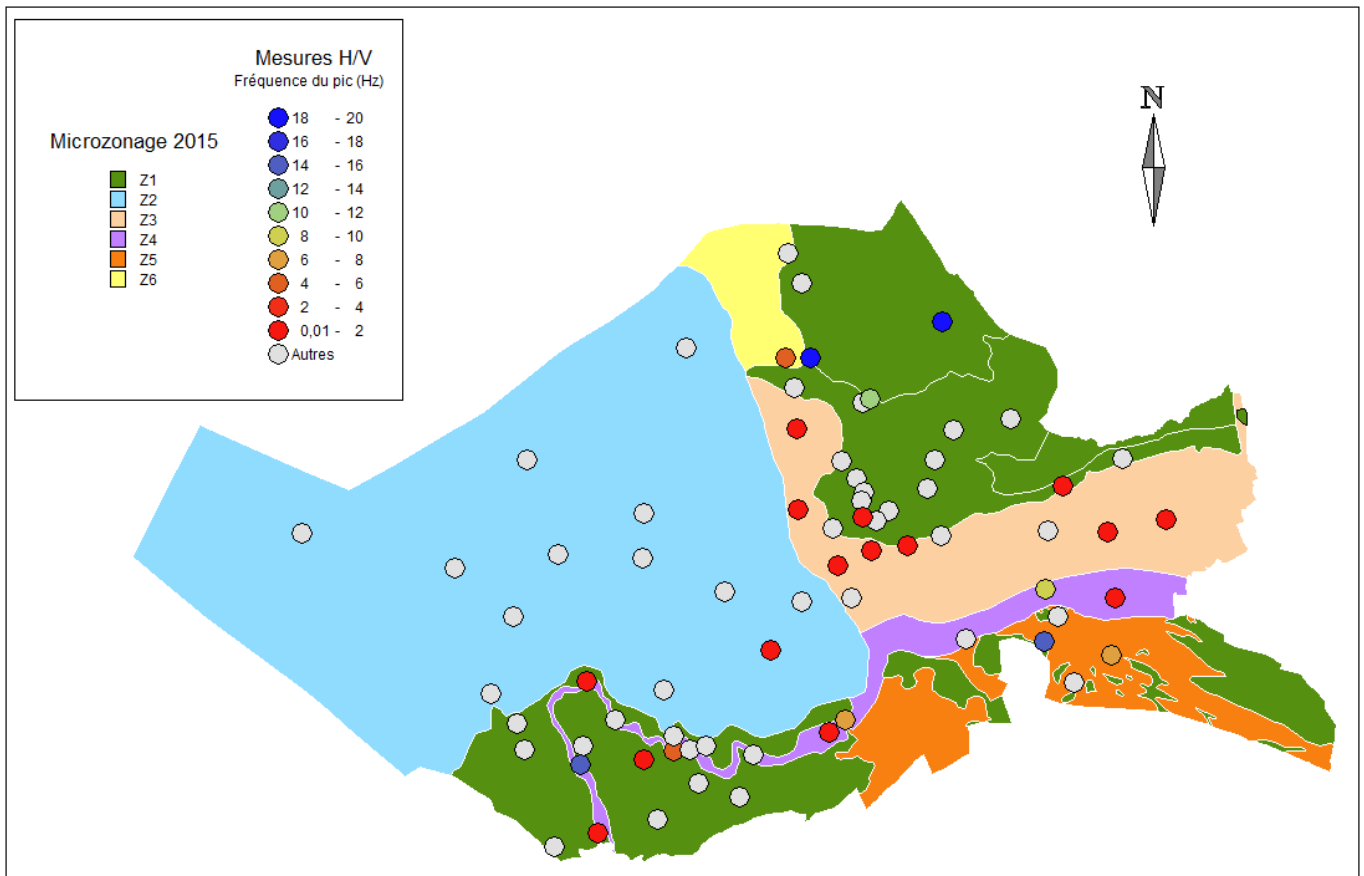 Mesures H/V
Fréquence du pic (Hz)
18 - 20
16 - 18
14 - 16
12 - 14
10 - 12
8 - 10
6 - 8
4 - 6
2 - 4
0,01 - 2
Autres
Microzonage 2015
Z1
Z2
Z3
Z4
Z5
Z6
N